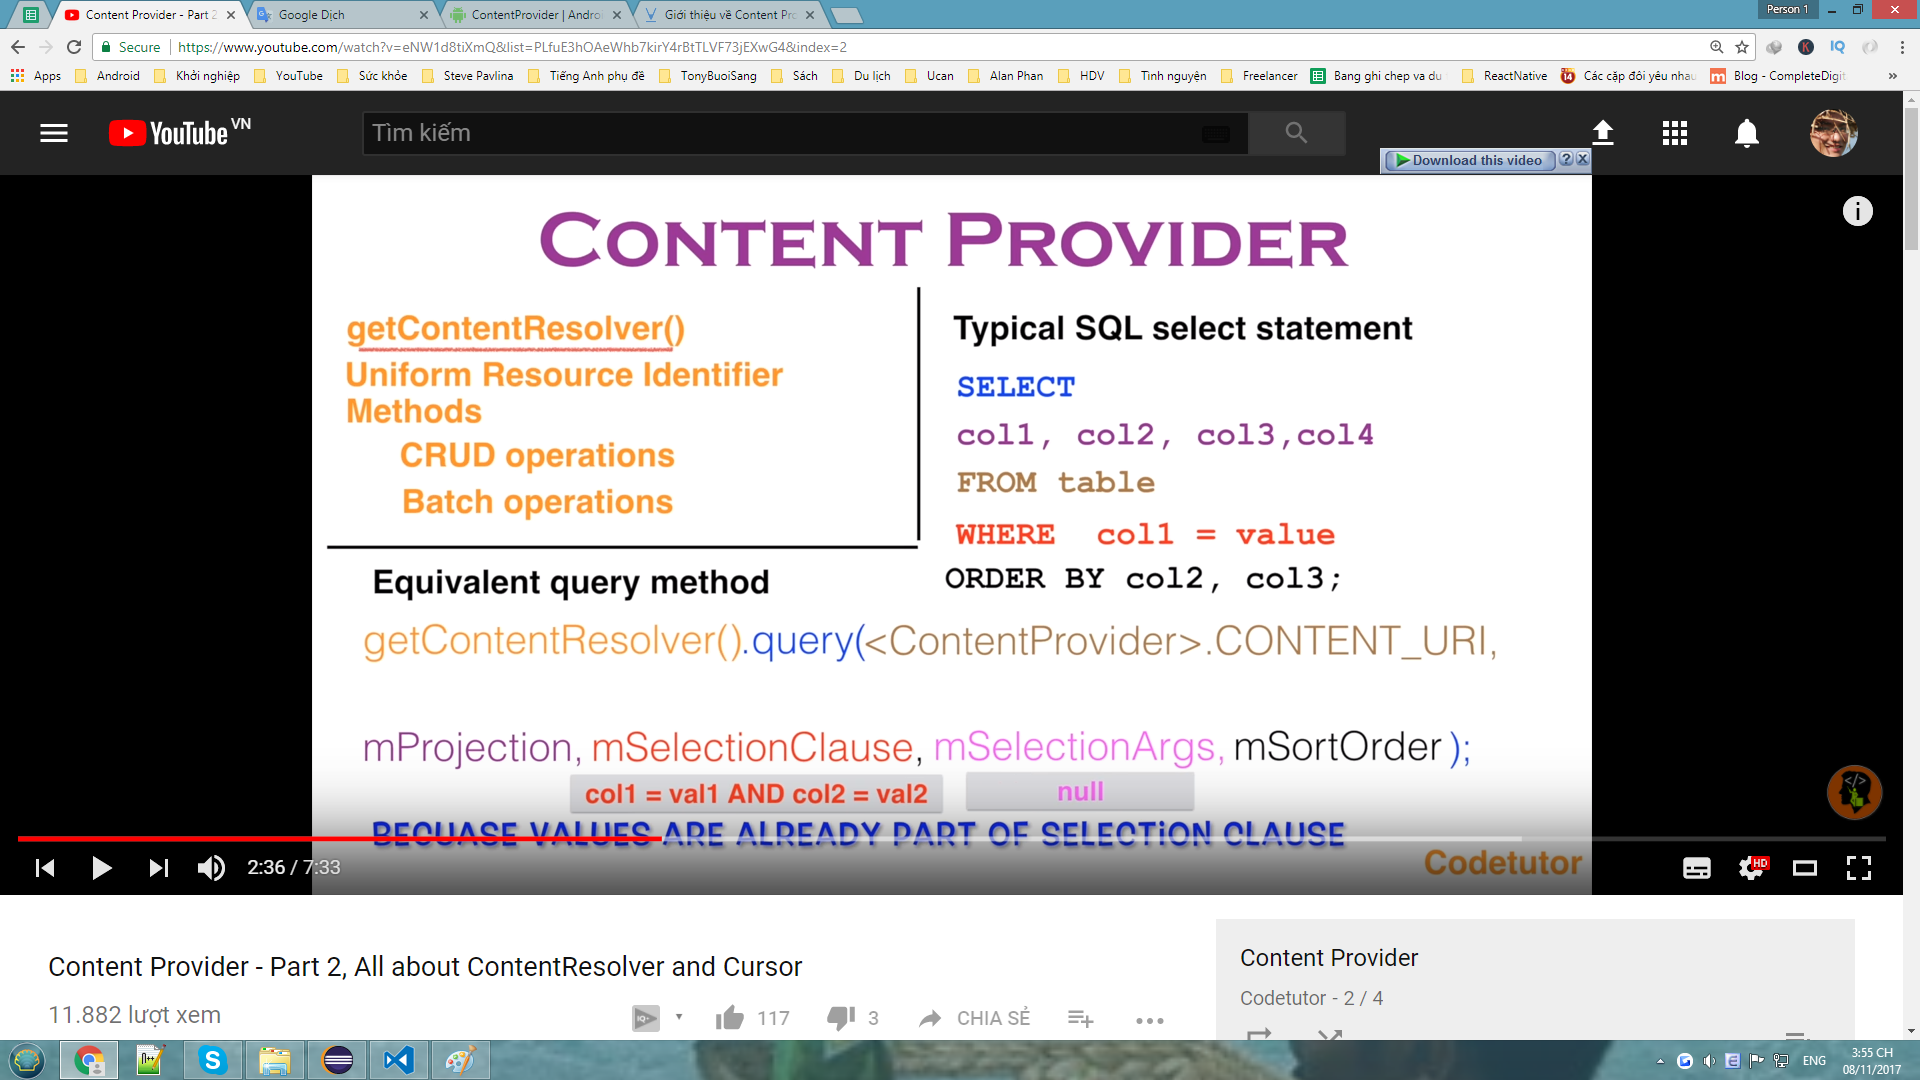 Content Provider - Part 2
Google Dịch
ContentProvider | Andro
Giới thiệu về Content Pro
Person 1
Secure
https://www.youtube.com/watch?v=eNW1d8tiXmQ&list=PLfuE3hOAeWhb7kirY4rBtTLVF73jEXwG4&index=2
Apps
Android
Khởi nghiệp
YouTube
Sức khỏe
Steve Pavlina
Tiếng Anh phụ đề
TonyBuoiSang
Sách
Du lịch
Ucan
Alan Phan
HDV
Tình nguyện
Freelancer
Bang ghi chep va du
ReactNative
Các cặp đôi yêu nhau
Blog - CompleteDigit
YouTube VN
Tìm kiếm
Download this video
CONTENT PROVIDER
getContentResolver()
Uniform Resource Identifier
Methods
CRUD operations
Batch operations
Typical SQL select statement
SELECT
col1, col2, col3,col4
FROM table
WHERE col1 = value
ORDER BY col2, col3;
Equivalent query method
getContentResolver().query(<ContentProvider>.CONTENT_URI,
mProjection, mSelectionClause, mSelectionArgs, mSortOrder );
col1 = val1 AND col2 = val2
null
BECUASE VALUES ARE ALREADY PART OF SELECTiON CLAUSE
Codetutor
2:36 / 7:33
HD
Content Provider - Part 2, All about ContentResolver and Cursor
11.882 lượt xem
117
3
CHIA SẺ
Content Provider
Codetutor - 2 / 4
ENG
3:55 CH
08/11/2017